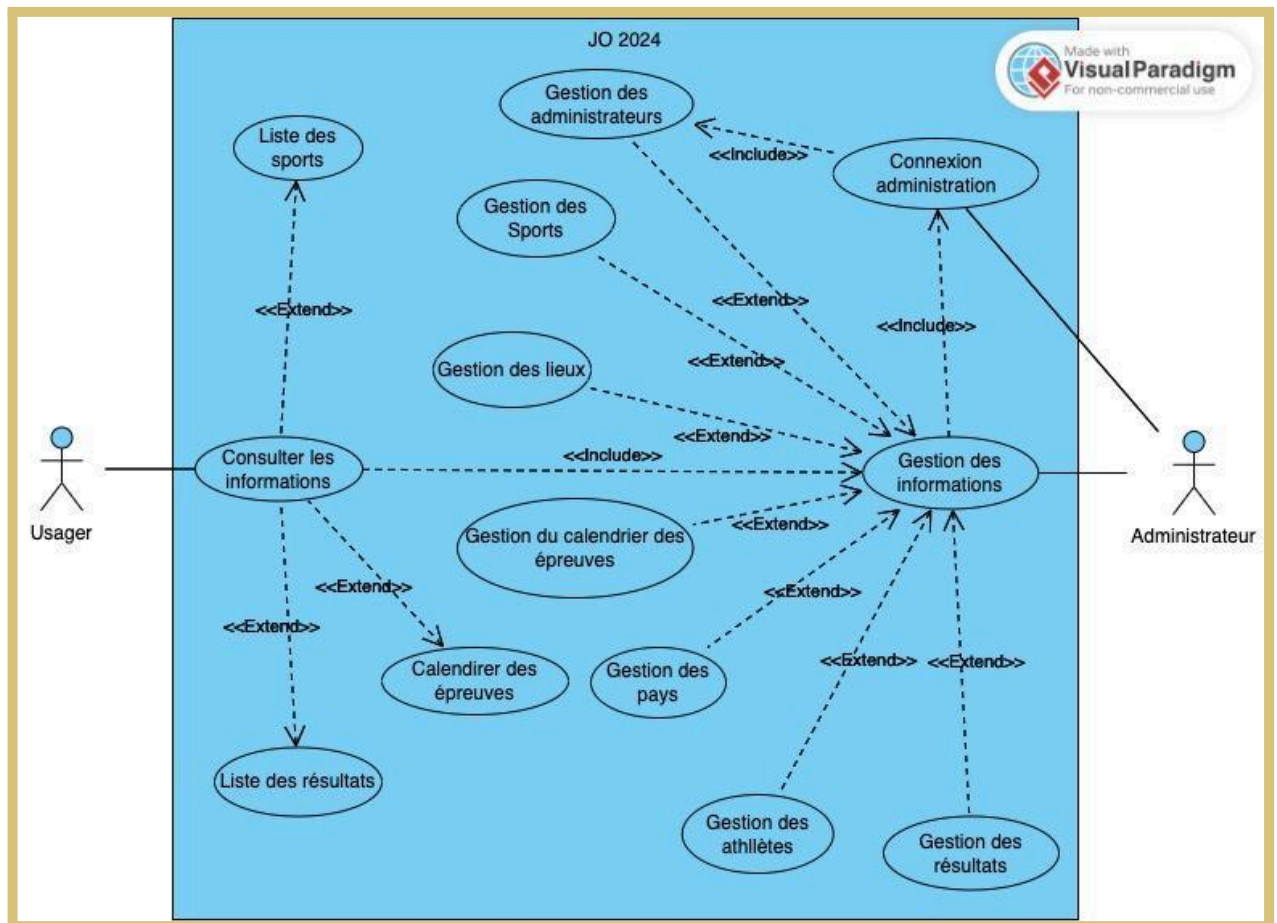 JO 2024
Made with
Visual Paradigm
For non-commercial use
Gestion des
administrateurs
Liste des
sports
<<Include>>
Connexion
administration
Gestion des
Sports
<<Extend>>
<<Extend>>
<<Include>>
<<Extend>>
Gestion des lieux
<<Extend>>
Consulter les
informations
<<Include>>
Gestion des
informations
Usager
Administrateur
Gestion du calendrier des
épreuves
<<Extend>>
<<Extend>>
<<Extend>>
<<Extend>>
Calendirer des
épreuves
Gestion des
pays
<<Extend>>
<<Extend>>
Liste des résultats
Gestion des
athllètes
Gestion des
résultats